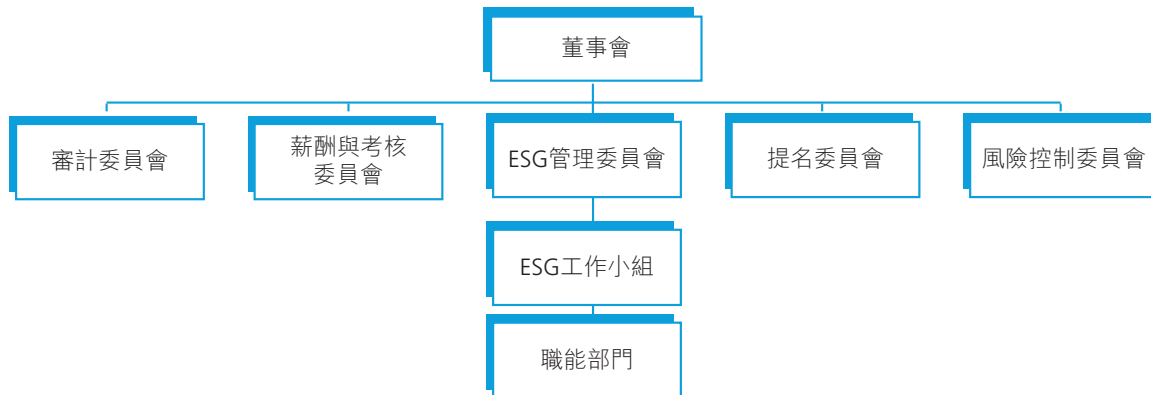 董事會
審計委員會
薪酬與考核
委員會
ESG管理委員會
提名委員會
風險控制委員會
ESG工作小組
職能部門